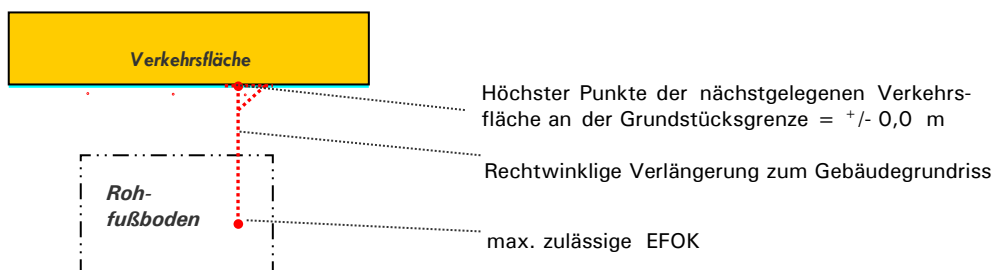 Verkehrsfläche
Höchster Punkte der nächstgelegenen Verkehrs-
fläche an der Grundstücksgrenze = +/- 0,0 m
Rechtwinklige Verlängerung zum Gebäudegrundriss
Roh-
fußboden
max. zulässige EFOK